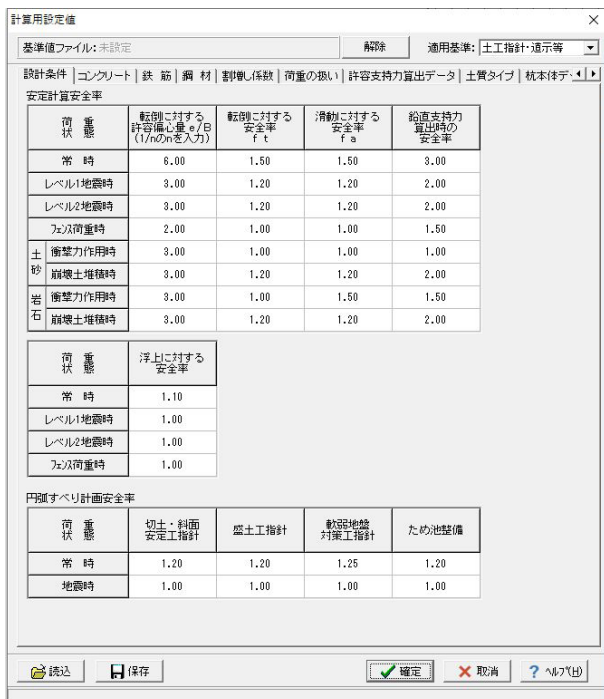 計算用設定値
基準値ファイル: 未設定 解除 適用基準: 土工指針・道示等
設計条件 コンクリート 鉄 筋 鋼 材 割増し係数 荷重の扱い 許容支持力算出データ 土質タイプ 杭本体デ
安定計算安全率
荷 重 状 態 転倒に対する 許容偏心量 e/B (1/nのnを入力) 転倒に対する 安全率 f t 滑動に対する 安全率 f a 鉛直支持力 算出時の 安全率
常 時 6.00 1.50 1.50 3.00
レベル1地震時 3.00 1.20 1.20 2.00
レベル2地震時 3.00 1.20 1.20 2.00
フェンス荷重時 2.00 1.00 1.00 1.50
土砂 衝撃力作用時 3.00 1.00 1.00 1.00
崩壊土堆積時 3.00 1.20 1.20 2.00
岩石 衝撃力作用時 3.00 1.00 1.50 1.50
崩壊土堆積時 3.00 1.20 1.20 2.00
荷 重 状 態 浮上に対する 安全率
常 時 1.10
レベル1地震時 1.00
レベル2地震時 1.00
フェンス荷重時 1.00
円弧すべり計画安全率
荷 重 状 態 切土・斜面 安定工指針 盛土工指針 軟弱地盤 対策工指針 ため池整備
常 時 1.20 1.20 1.25 1.20
地震時 1.00 1.00 1.00 1.00
読込 保存 確定 取消 ヘルプ(H)